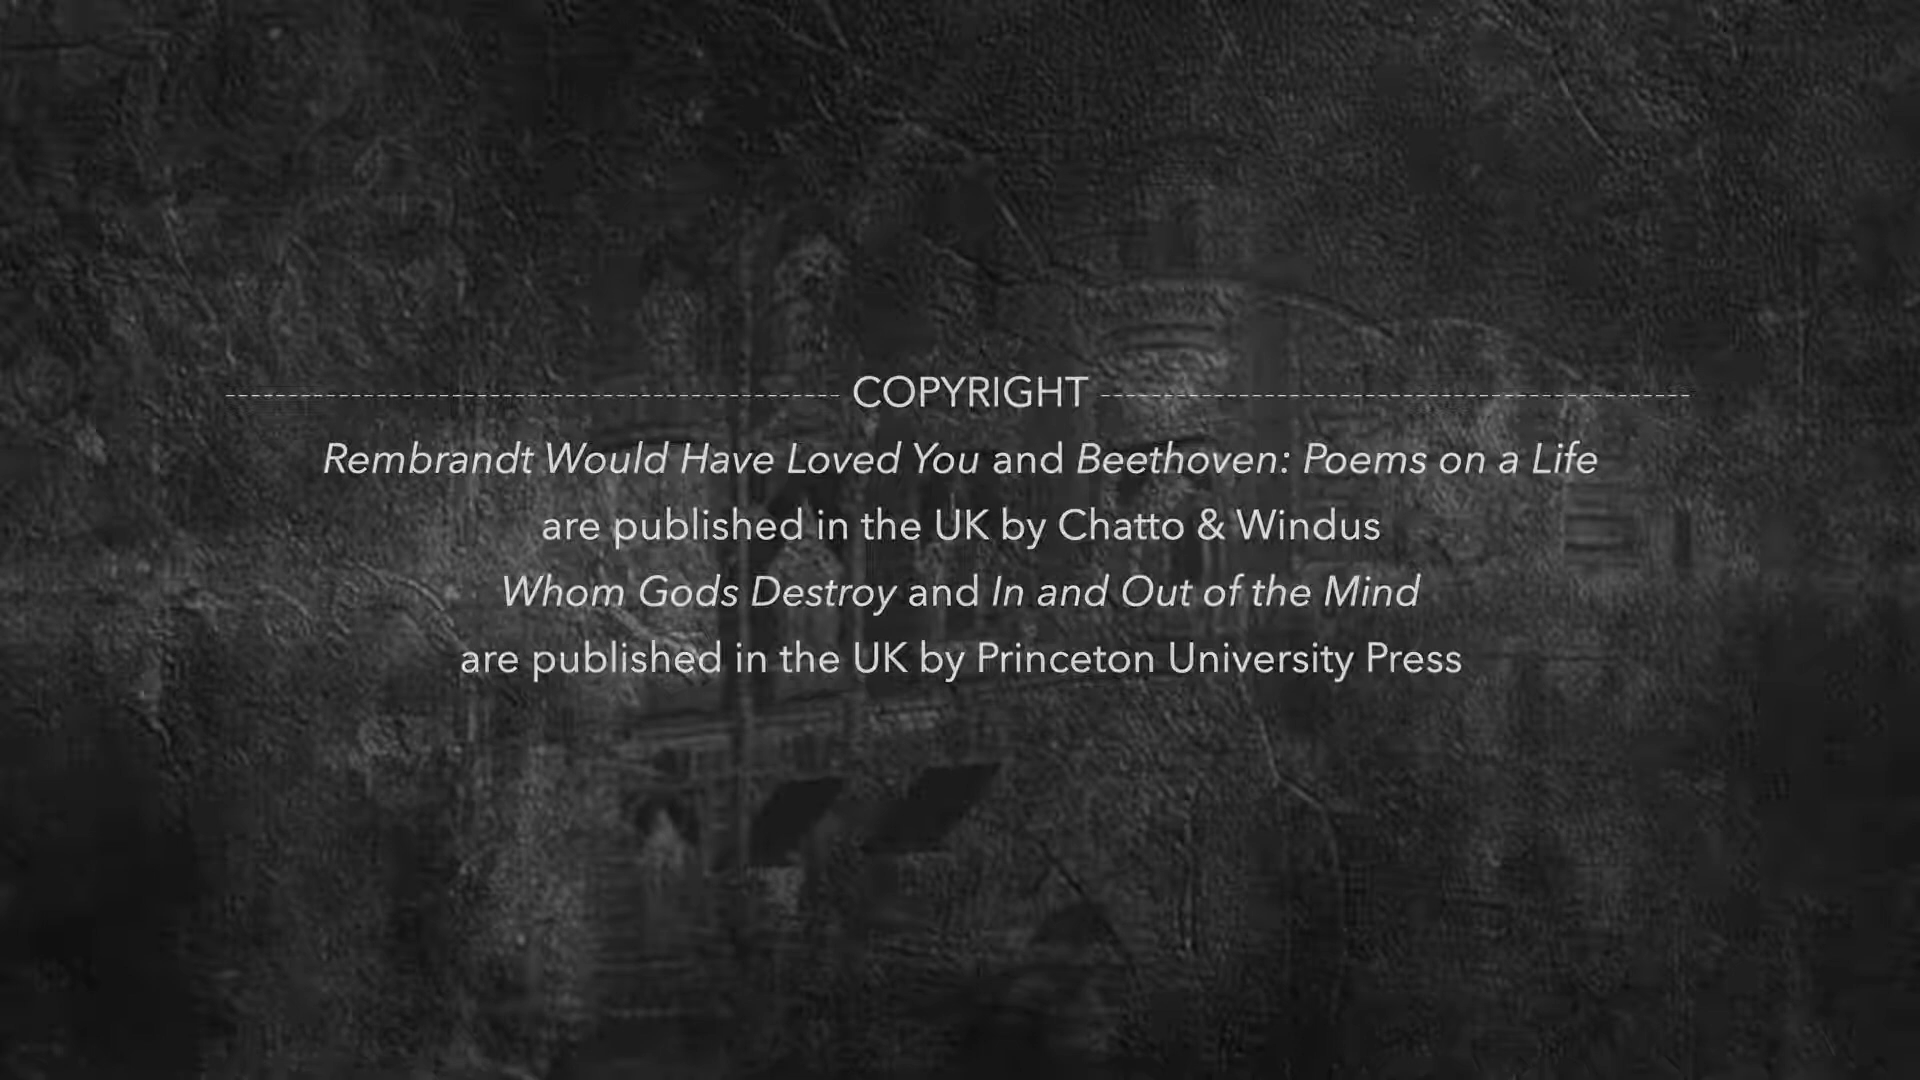 COPYRIGHT
Rembrandt Would Have Loved You and Beethoven: Poems on a Life
are published in the UK by Chatto & Windus
Whom Gods Destroy and In and Out of the Mind
are published in the UK by Princeton University Press